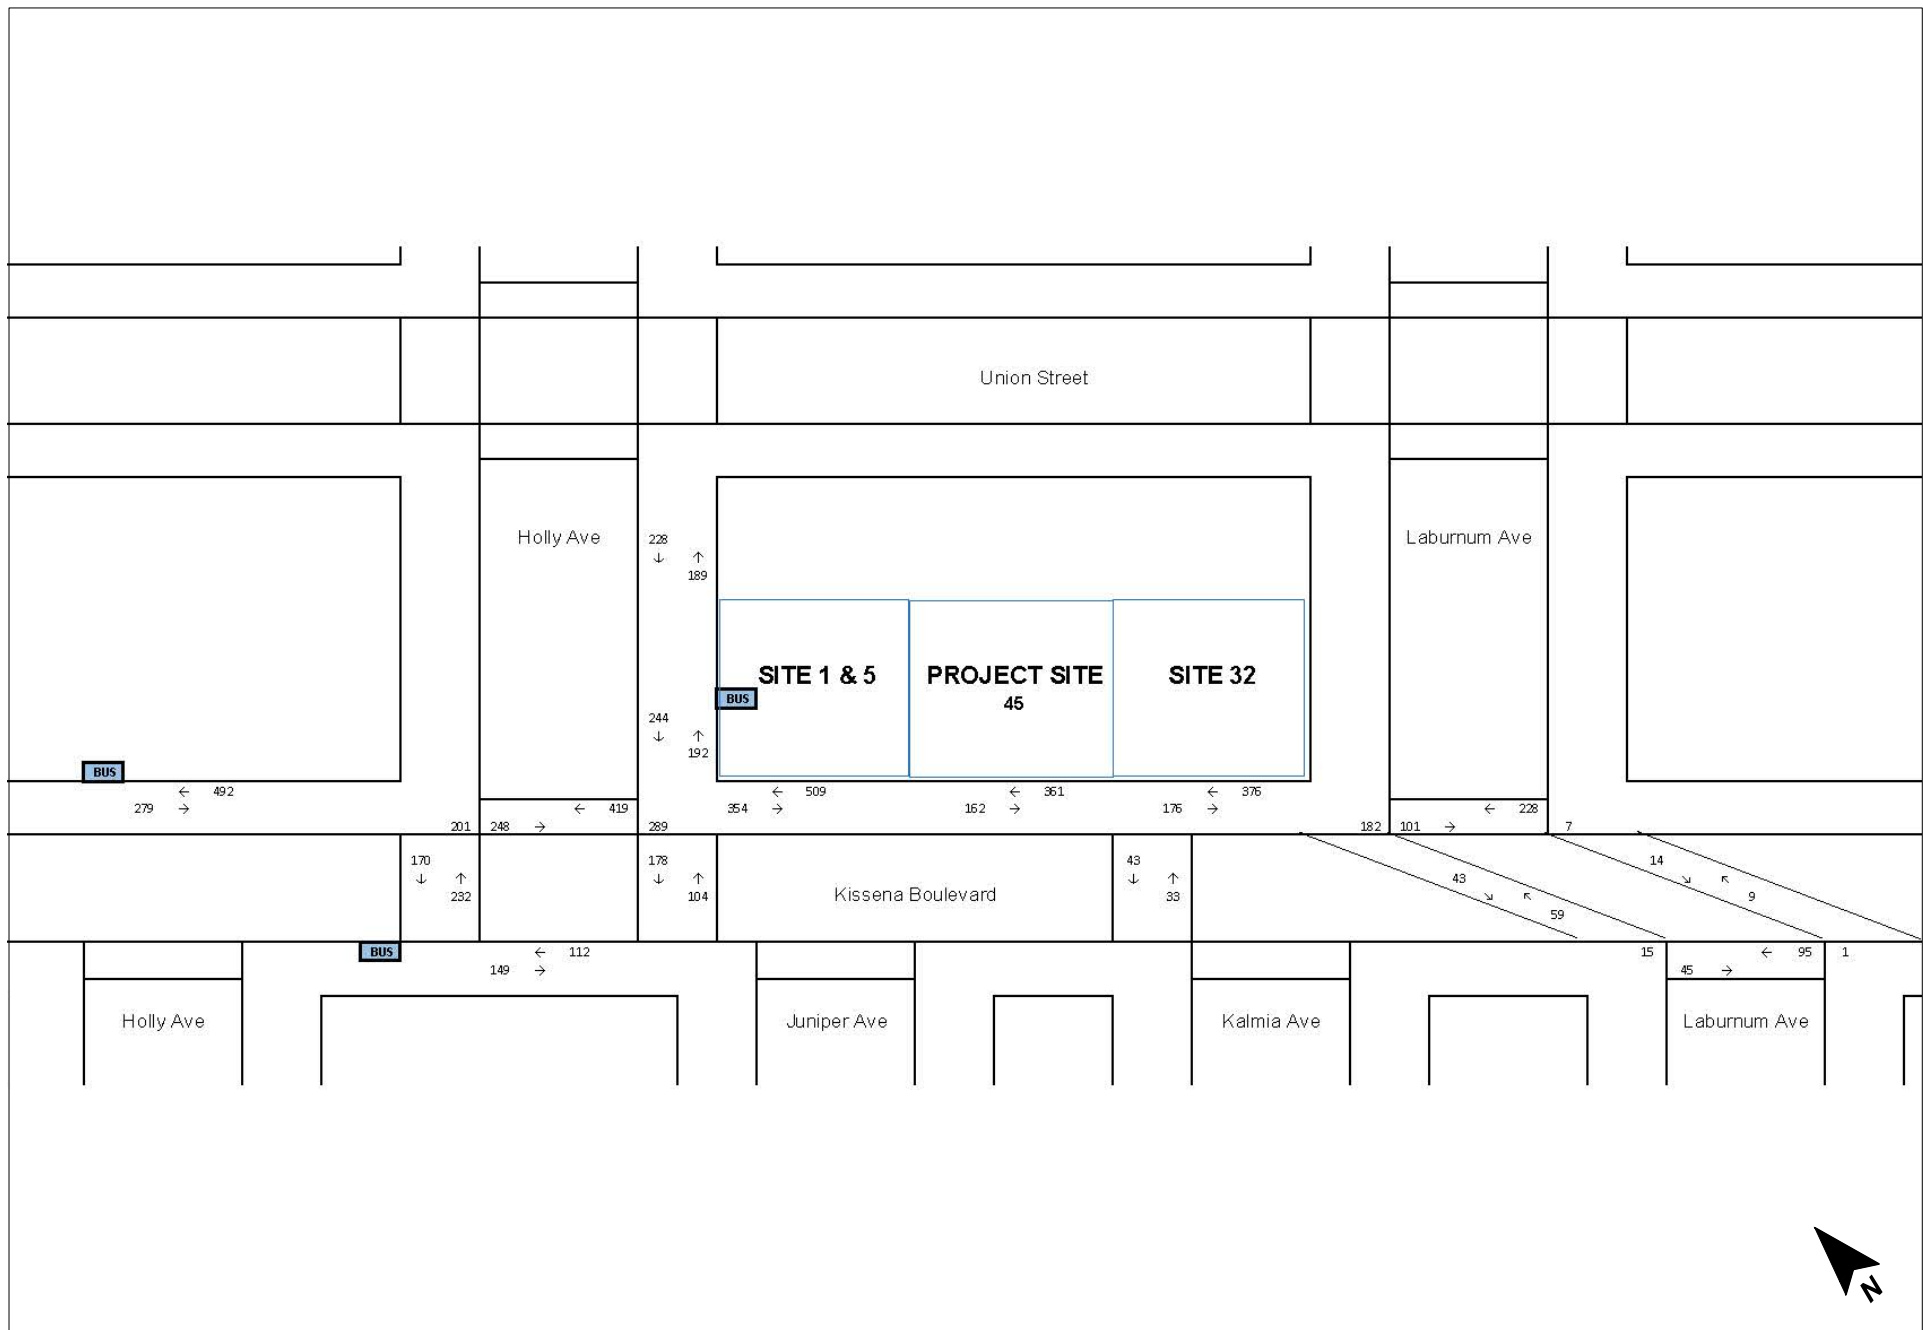 Union Street
Holly Ave
228
↓ ↑
189
Laburnum Ave
SITE 1 & 5
PROJECT SITE
45
SITE 32
BUS
244
↓ ↑
192
BUS
← 492
279 →
← 419
201 248 →
289
← 509
354 →
← 361
162 →
← 376
176 →
← 228
182 101 →
7
170
↓ ↑
232
178
↓ ↑
104
Kissena Boulevard
43
↓ ↑
33
43
↘ ↖
59
14
↘ ↖
9
BUS
← 112
149 →
15
← 95
45 →
1
Holly Ave
Juniper Ave
Kalmia Ave
Laburnum Ave
N